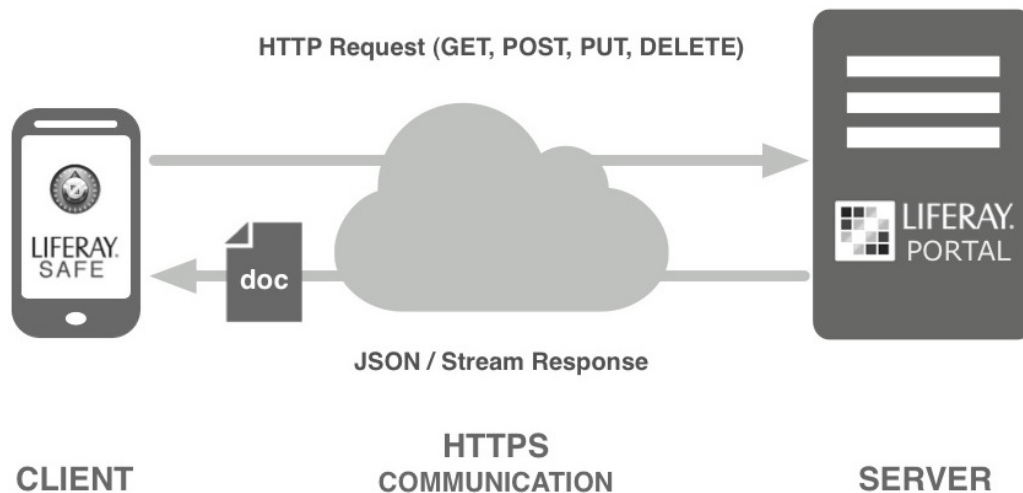 HTTP Request (GET, POST, PUT, DELETE)
LIFERAY.
SAFE
doc
LIFERAY.
PORTAL
JSON / Stream Response
CLIENT
HTTPS
COMMUNICATION
SERVER